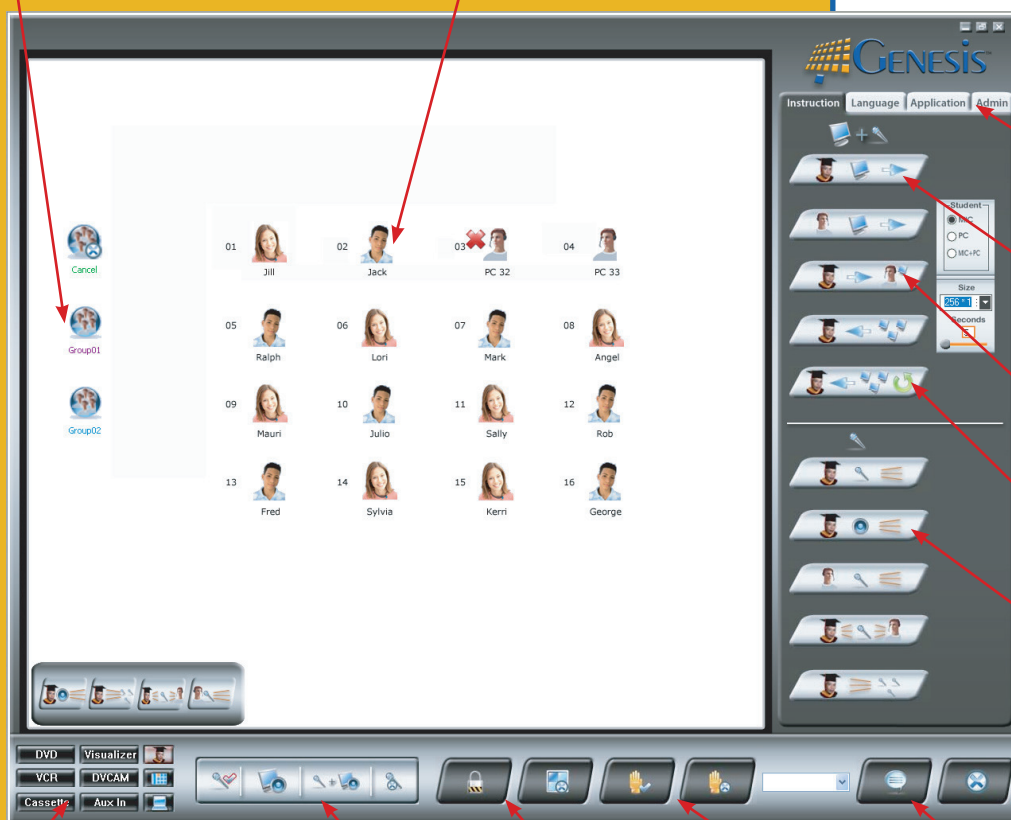 GENESIS
Instruction Language Application Admin
Student
MIC
PC
MIC+PC
Size
256 * 1 :
Seconds
5
Cancel
Group01
Group02
01 Jill
02 Jack
03 PC 32
04 PC 33
05 Ralph
06 Lori
07 Mark
08 Angel
09 Mauri
10 Julio
11 Sally
12 Rob
13 Fred
14 Sylvia
15 Kerri
16 George
DVD Visualizer
VCR DVCAM
Cassette Aux In